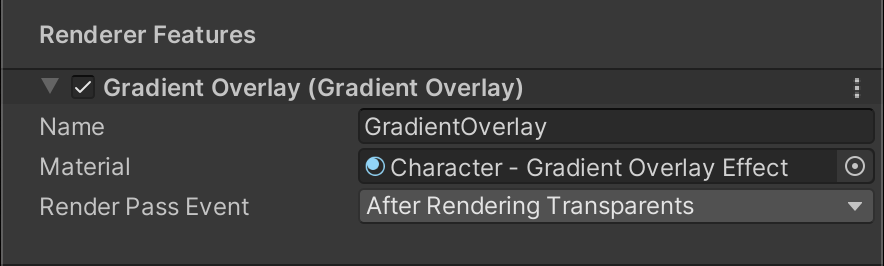 Renderer Features
Gradient Overlay (Gradient Overlay)
Name GradientOverlay
Material Character - Gradient Overlay Effect
Render Pass Event After Rendering Transparents